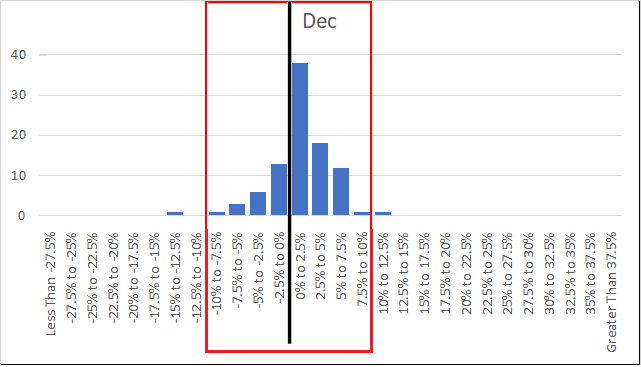 Dec
40
30
20
10
0
Less Than -27.5%
-27.5% to -25%
-25% to -22.5%
-22.5% to -20%
-20% to -17.5%
-17.5% to -15%
-15% to -12.5%
-12.5% to -10%
-10% to -7.5%
-7.5% to -5%
-5% to -2.5%
-2.5% to 0%
0% to 2.5%
2.5% to 5%
5% to 7.5%
7.5% to 10%
10% to 12.5%
12.5% to 15%
15% to 17.5%
17.5% to 20%
20% to 22.5%
22.5% to 25%
25% to 27.5%
27.5% to 30%
30% to 32.5%
32.5% to 35%
35% to 37.5%
Greater Than 37.5%